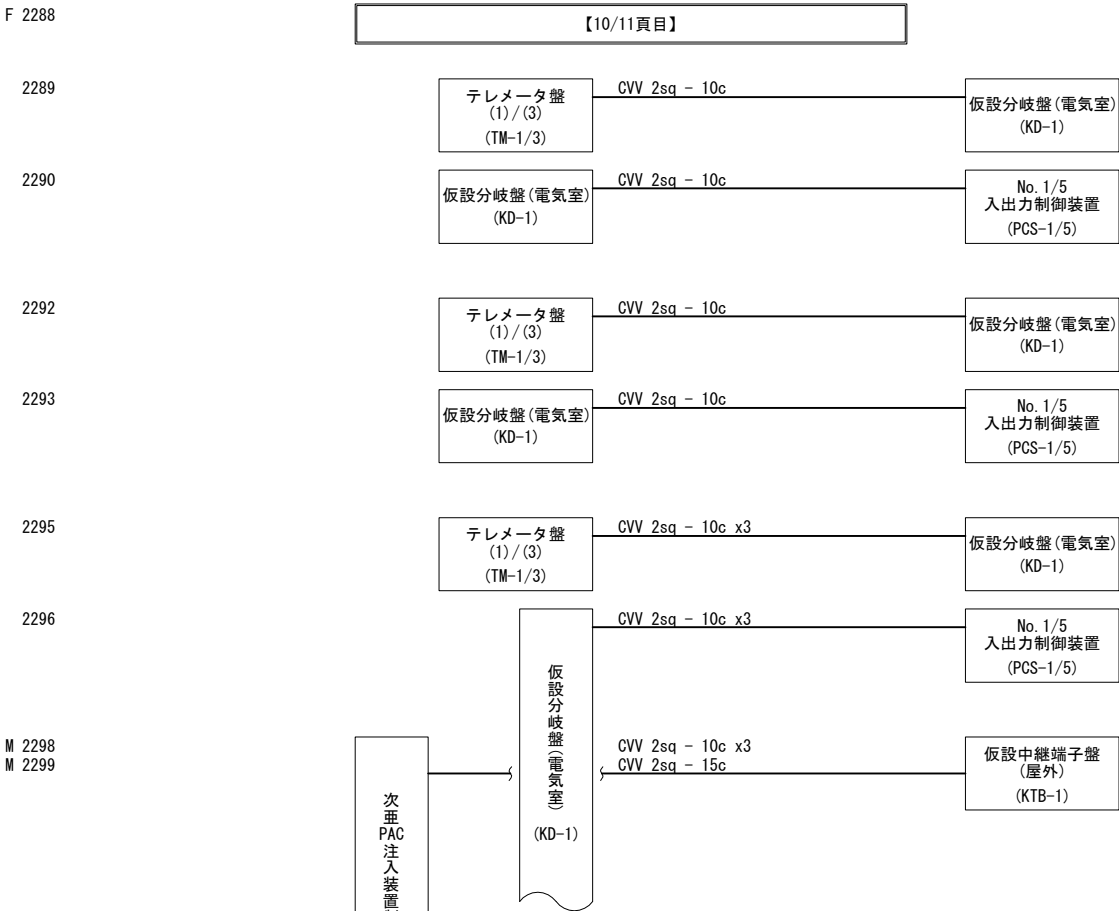 F 2288
【10/11頁目】
2289
テレメータ盤
(1)/(3)
(TM-1/3)
CVV 2sq - 10c
仮設分岐盤(電気室)
(KD-1)
2290
仮設分岐盤(電気室)
(KD-1)
CVV 2sq - 10c
No.1/5
入出力制御装置
(PCS-1/5)
2292
テレメータ盤
(1)/(3)
(TM-1/3)
CVV 2sq - 10c
仮設分岐盤(電気室)
(KD-1)
2293
仮設分岐盤(電気室)
(KD-1)
CVV 2sq - 10c
No.1/5
入出力制御装置
(PCS-1/5)
2295
テレメータ盤
(1)/(3)
(TM-1/3)
CVV 2sq - 10c x3
仮設分岐盤(電気室)
(KD-1)
2296
仮設分岐盤(電気室)
(KD-1)
CVV 2sq - 10c x3
No.1/5
入出力制御装置
(PCS-1/5)
M 2298
M 2299
次亜PAC注入装置
CVV 2sq - 10c x3
CVV 2sq - 15c
仮設中継端子盤
(屋外)
(KTB-1)